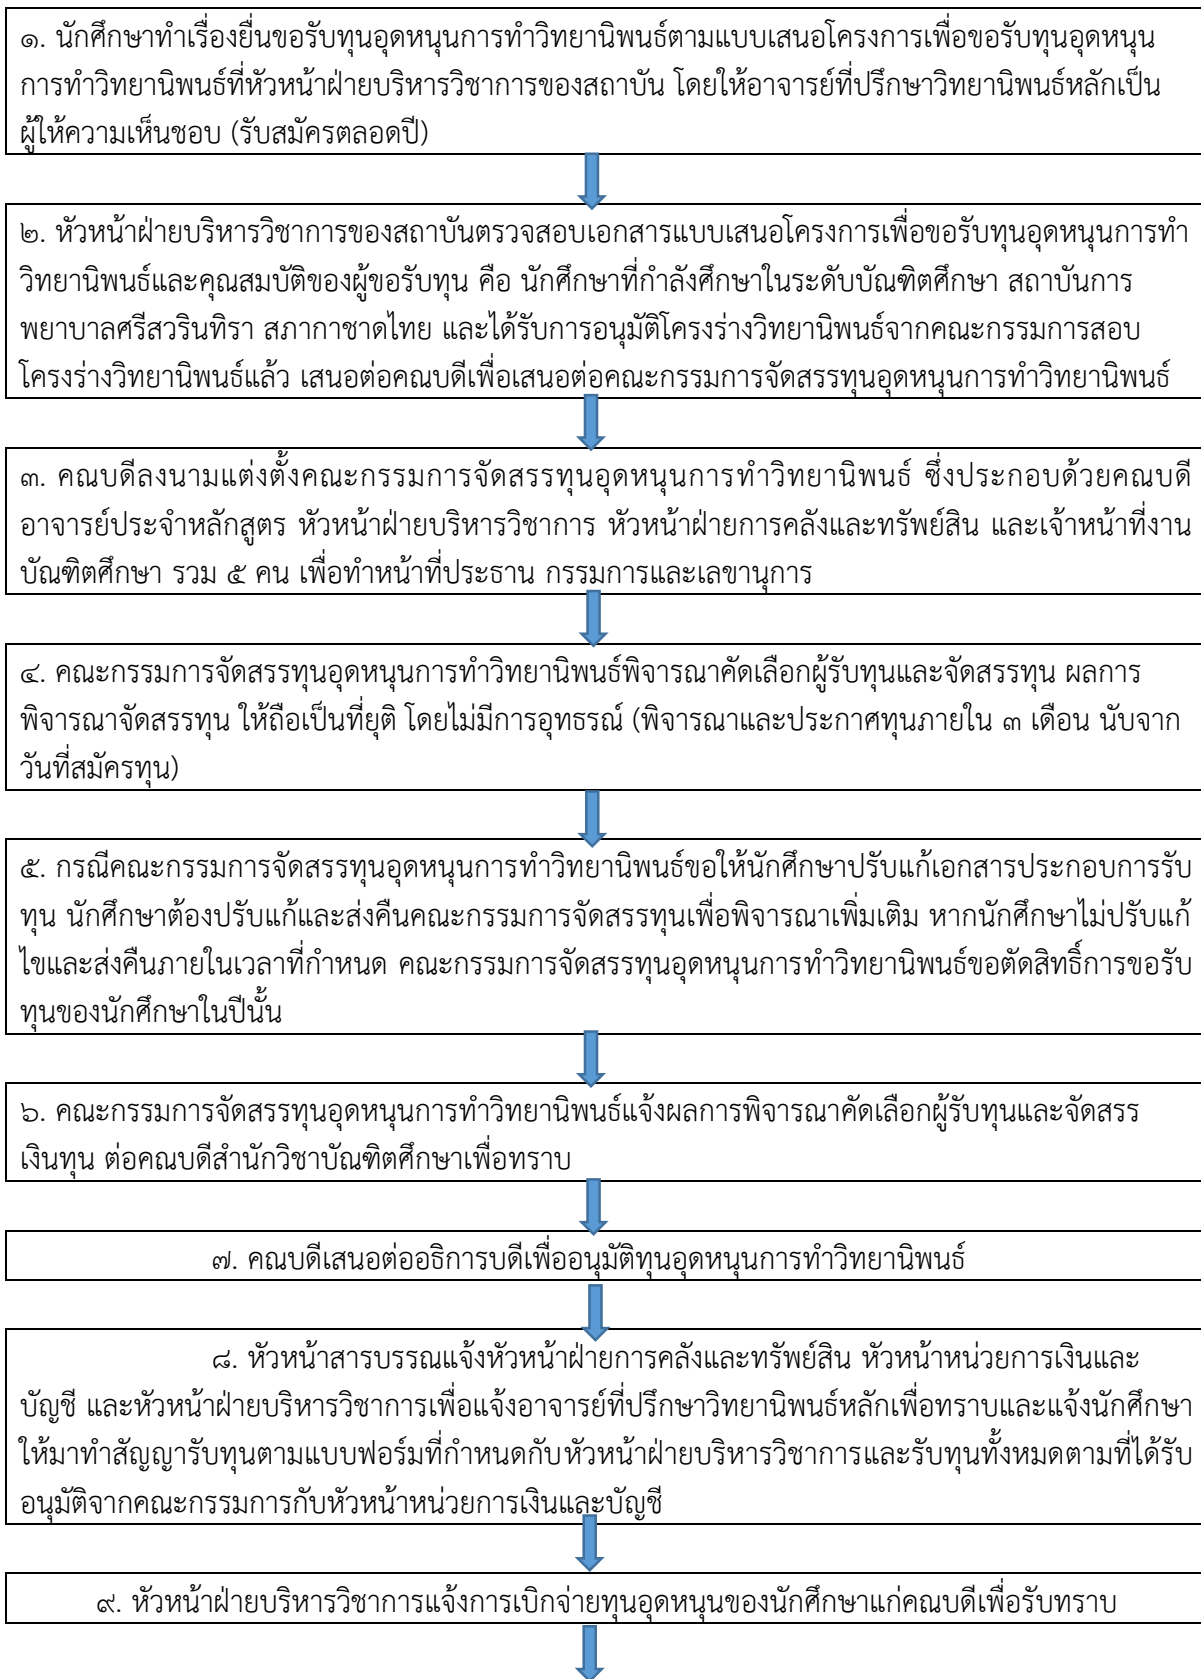 ๑. นักศึกษาทำเรื่องยื่นขอรับทุนอุดหนุนการทำวิทยานิพนธ์ตามแบบเสนอโครงการเพื่อขอรับทุนอุดหนุน
การทำวิทยานิพนธ์ที่หัวหน้าฝ่ายบริหารวิชาการของสถาบัน โดยให้อาจารย์ที่ปรึกษาวิทยานิพนธ์หลักเป็น
ผู้ให้ความเห็นชอบ (รับสมัครตลอดปี)
๒. หัวหน้าฝ่ายบริหารวิชาการของสถาบันตรวจสอบเอกสารแบบเสนอโครงการเพื่อขอรับทุนอุดหนุนการทำ
วิทยานิพนธ์และคุณสมบัติของผู้ขอรับทุน คือ นักศึกษาที่กำลังศึกษาในระดับบัณฑิตศึกษา สถาบันการ
พยาบาลศรีสวรินทิรา สภากาชาดไทย และได้รับการอนุมัติโครงร่างวิทยานิพนธ์จากคณะกรรมการสอบ
โครงร่างวิทยานิพนธ์แล้ว เสนอต่อคณบดีเพื่อเสนอต่อคณะกรรมการจัดสรรทุนอุดหนุนการทำวิทยานิพนธ์
๓. คณบดีลงนามแต่งตั้งคณะกรรมการจัดสรรทุนอุดหนุนการทำวิทยานิพนธ์ ซึ่งประกอบด้วยคณบดี
อาจารย์ประจำหลักสูตร หัวหน้าฝ่ายบริหารวิชาการ หัวหน้าฝ่ายการคลังและทรัพย์สิน และเจ้าหน้าที่งาน
บัณฑิตศึกษา รวม ๕ คน เพื่อทำหน้าที่ประธาน กรรมการและเลขานุการ
๔. คณะกรรมการจัดสรรทุนอุดหนุนการทำวิทยานิพนธ์พิจารณาคัดเลือกผู้รับทุนและจัดสรรทุน ผลการ
พิจารณาจัดสรรทุน ให้ถือเป็นที่ยุติ โดยไม่มีการอุทธรณ์ (พิจารณาและประกาศทุนภายใน ๓ เดือน นับจาก
วันที่สมัครทุน)
๕. กรณีคณะกรรมการจัดสรรทุนอุดหนุนการทำวิทยานิพนธ์ขอให้นักศึกษาปรับแก้เอกสารประกอบการรับ
ทุน นักศึกษาต้องปรับแก้และส่งคืนคณะกรรมการจัดสรรทุนเพื่อพิจารณาเพิ่มเติม หากนักศึกษาไม่ปรับแก้
ไขและส่งคืนภายในเวลาที่กำหนด คณะกรรมการจัดสรรทุนอุดหนุนการทำวิทยานิพนธ์ขอตัดสิทธิ์การขอรับ
ทุนของนักศึกษาในปีนั้น
๖. คณะกรรมการจัดสรรทุนอุดหนุนการทำวิทยานิพนธ์แจ้งผลการพิจารณาคัดเลือกผู้รับทุนและจัดสรร
เงินทุน ต่อคณบดีสำนักวิชาบัณฑิตศึกษาเพื่อทราบ
๗. คณบดีเสนอต่ออธิการบดีเพื่ออนุมัติทุนอุดหนุนการทำวิทยานิพนธ์
๘. หัวหน้าสารบรรณแจ้งหัวหน้าฝ่ายการคลังและทรัพย์สิน หัวหน้าหน่วยการเงินและ
บัญชี และหัวหน้าฝ่ายบริหารวิชาการเพื่อแจ้งอาจารย์ที่ปรึกษาวิทยานิพนธ์หลักเพื่อทราบและแจ้งนักศึกษา
ให้มาทำสัญญารับทุนตามแบบฟอร์มที่กำหนดกับหัวหน้าฝ่ายบริหารวิชาการและรับทุนทั้งหมดตามที่ได้รับ
อนุมัติจากคณะกรรมการกับหัวหน้าหน่วยการเงินและบัญชี
๙. หัวหน้าฝ่ายบริหารวิชาการแจ้งการเบิกจ่ายทุนอุดหนุนของนักศึกษาแก่คณบดีเพื่อรับทราบ